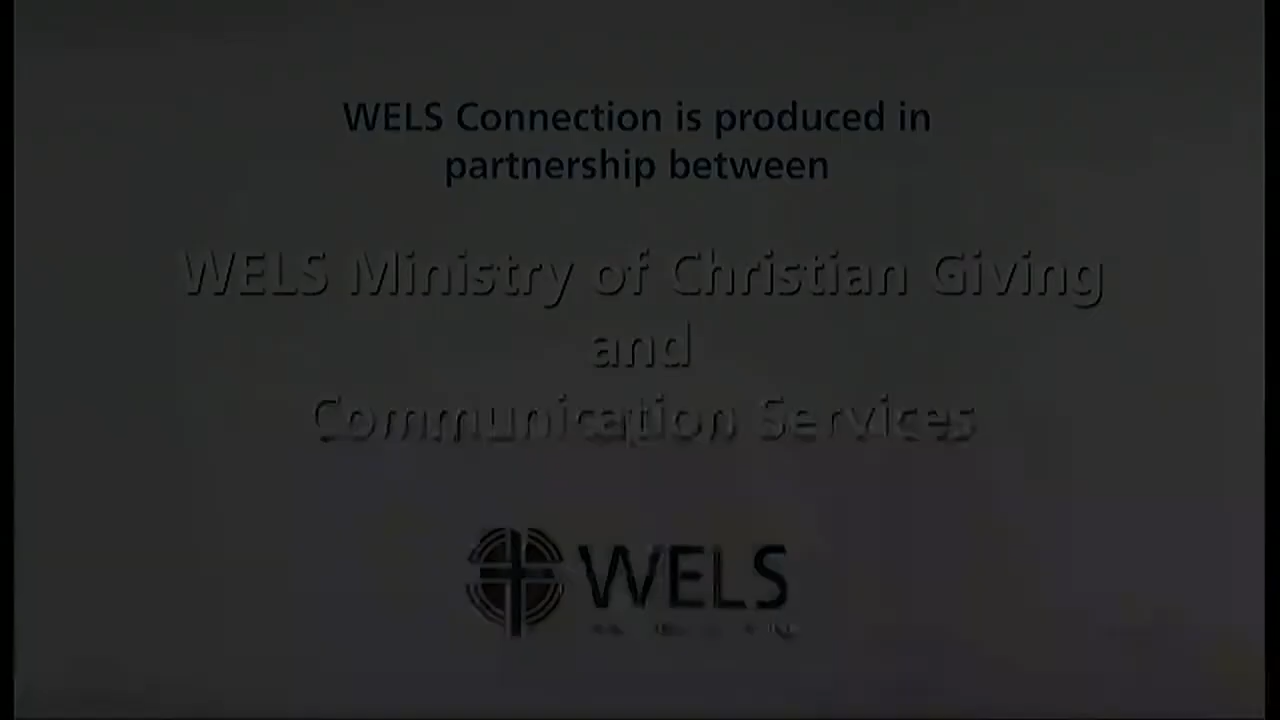 WELS Connection is produced in
partnership between
WELS Ministry of Christian Giving
and
Communication Services
WELS